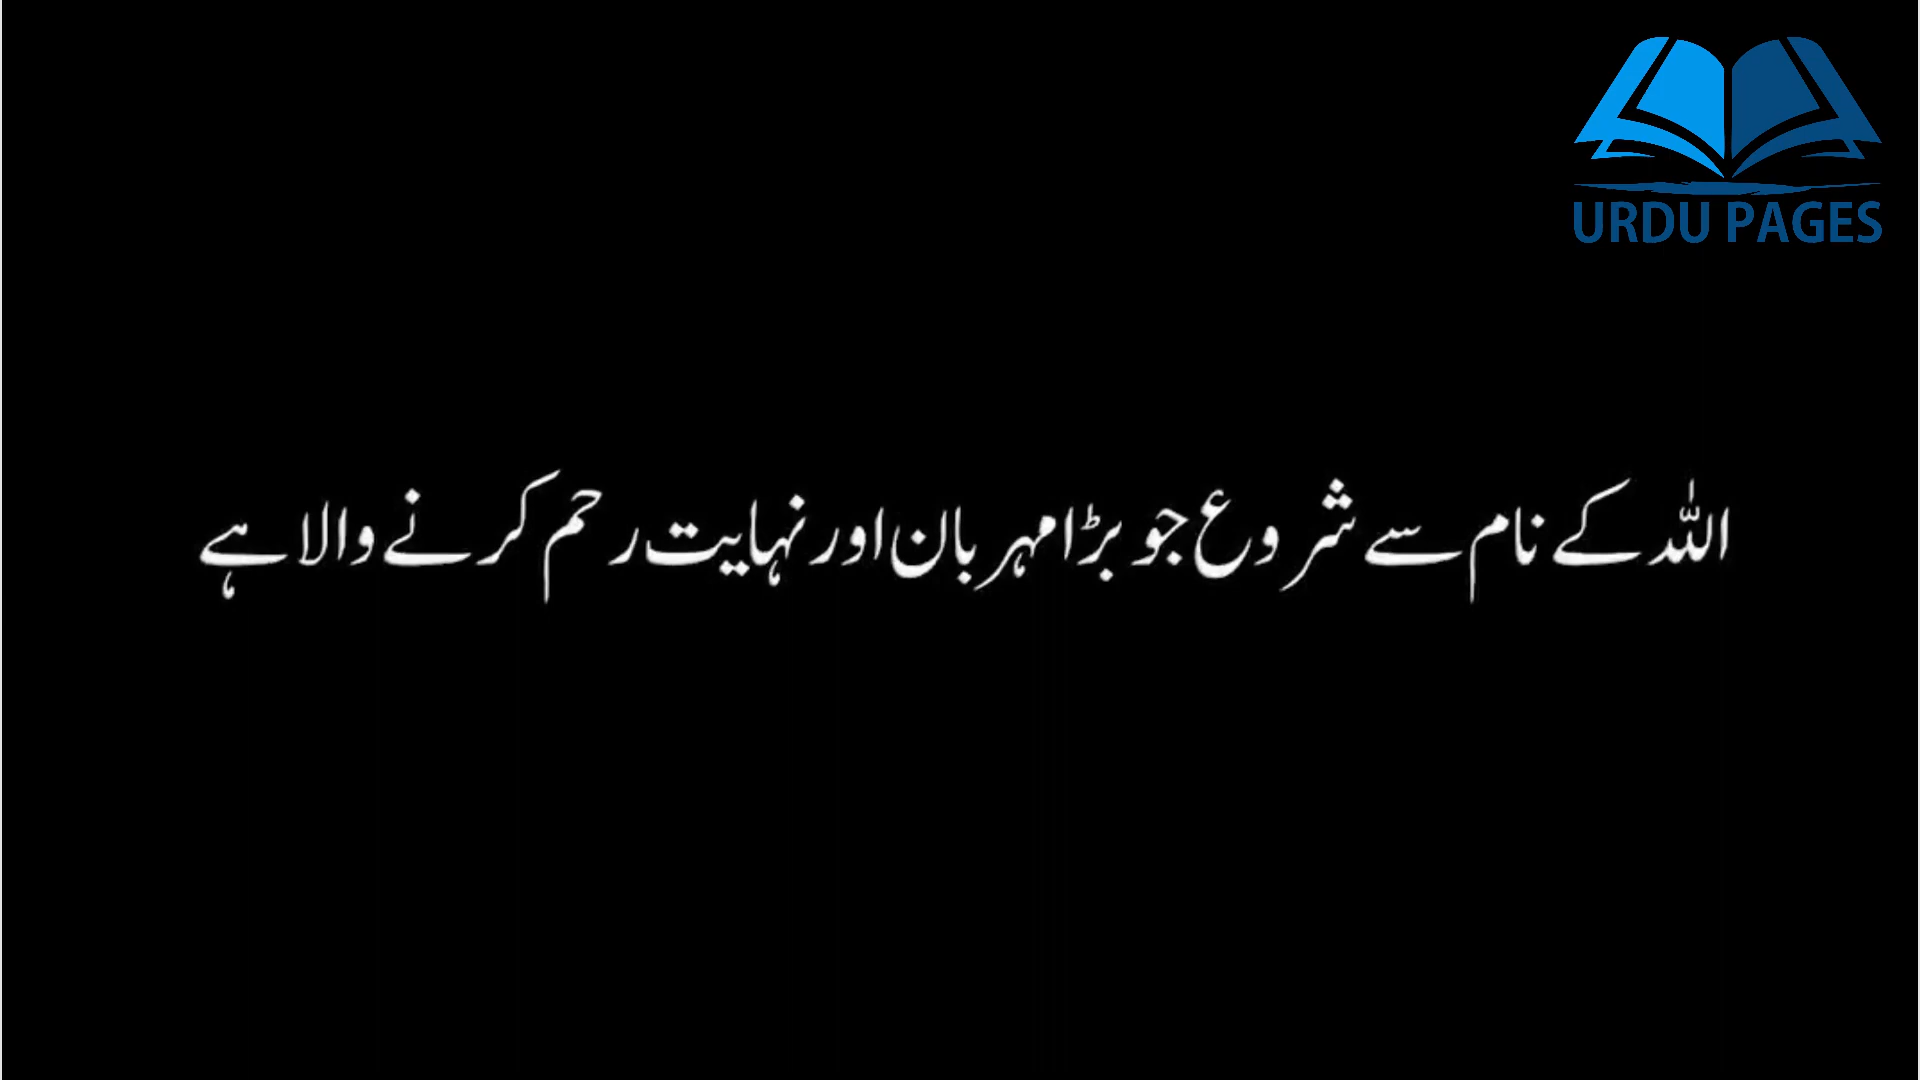 URDU PAGES
اللہ کے نام سے شروع جو بڑا مہربان اور نہایت رحم کرنے والا ہے